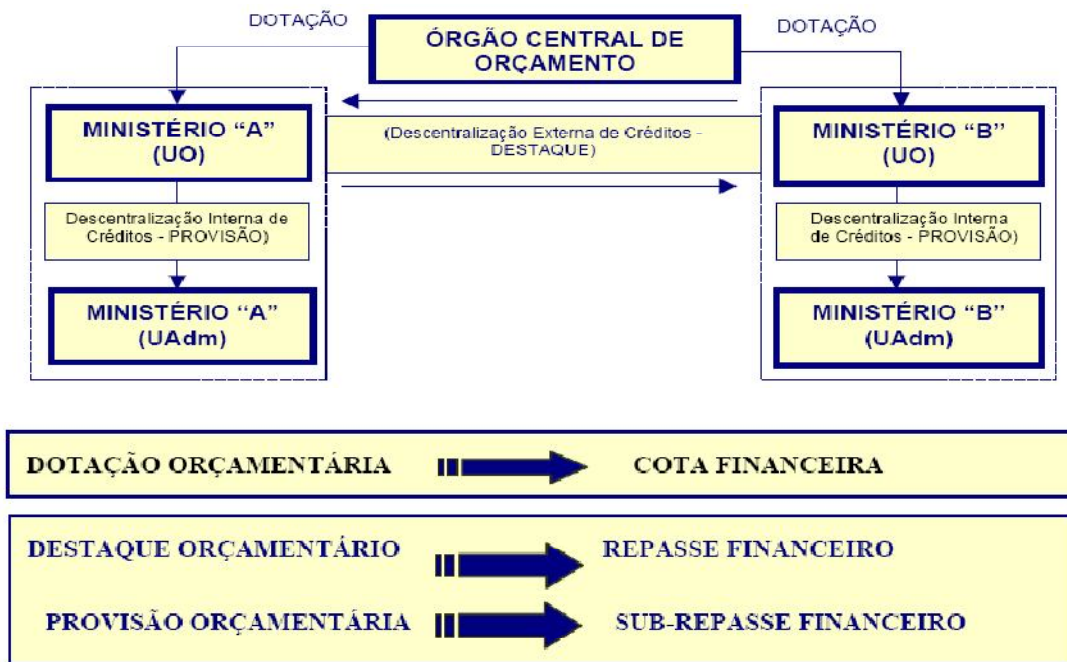 DOTAÇÃO
ÓRGÃO CENTRAL DE
ORÇAMENTO
DOTAÇÃO
MINISTÉRIO “A”
(UO)
(Descentralização Externa de Créditos -
DESTAQUE)
MINISTÉRIO “B”
(UO)
Descentralização Interna de
Créditos - PROVISÃO)
Descentralização Interna
de Créditos - PROVISÃO)
MINISTÉRIO “A”
(UAdm)
MINISTÉRIO “B”
(UAdm)
DOTAÇÃO ORÇAMENTÁRIA COTA FINANCEIRA
DESTAQUE ORÇAMENTÁRIO REPASSE FINANCEIRO
PROVISÃO ORÇAMENTÁRIA SUB-REPASSE FINANCEIRO